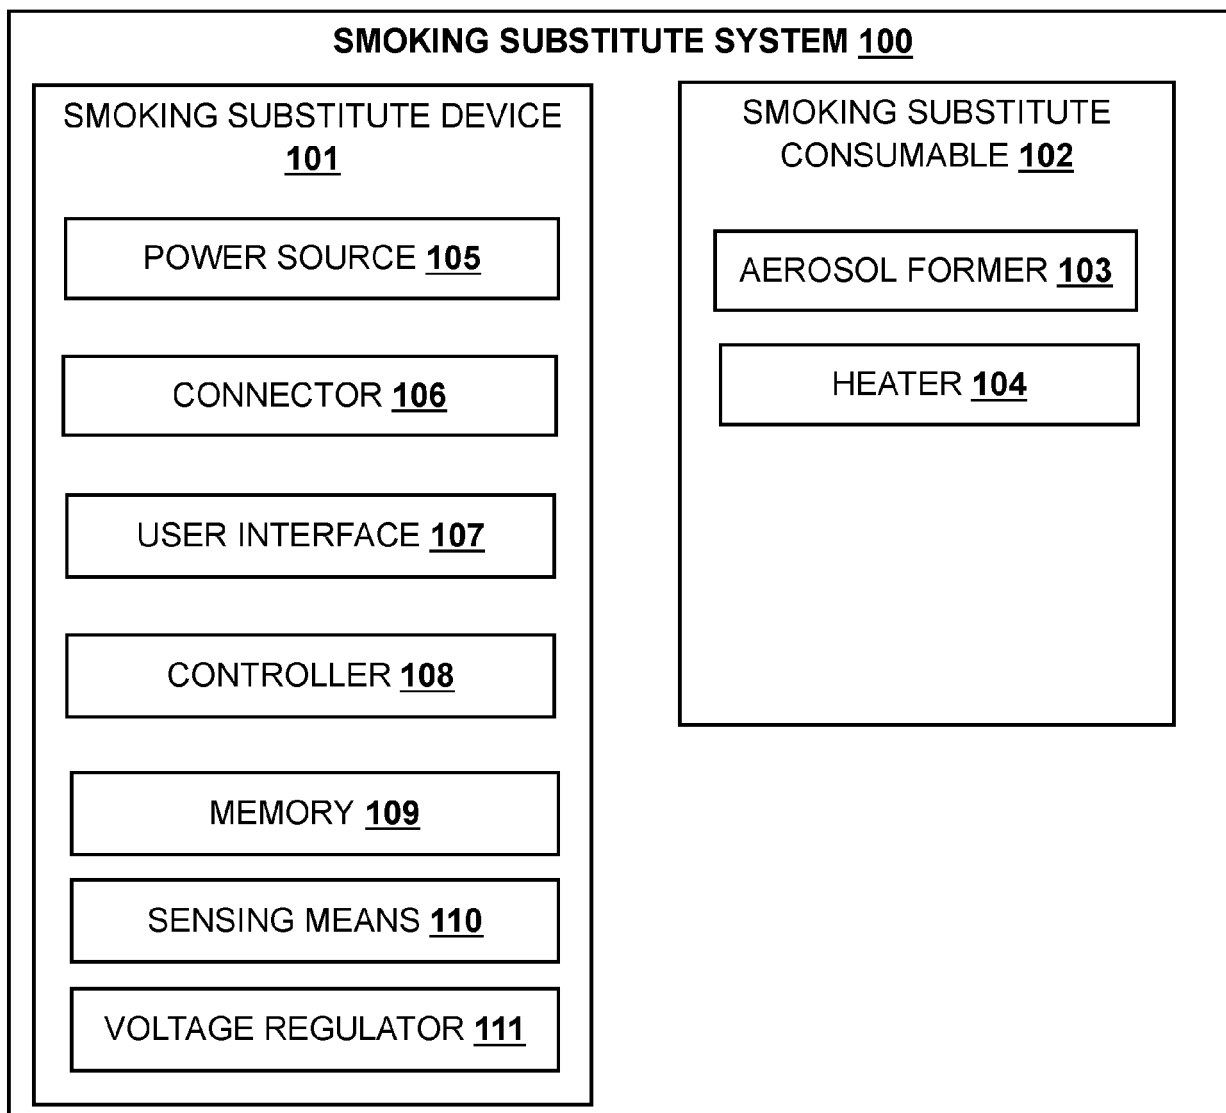 SMOKING SUBSTITUTE SYSTEM 100
SMOKING SUBSTITUTE DEVICE
101
POWER SOURCE 105
CONNECTOR 106
USER INTERFACE 107
CONTROLLER 108
MEMORY 109
SENSING MEANS 110
VOLTAGE REGULATOR 111
SMOKING SUBSTITUTE
CONSUMABLE 102
AEROSOL FORMER 103
HEATER 104